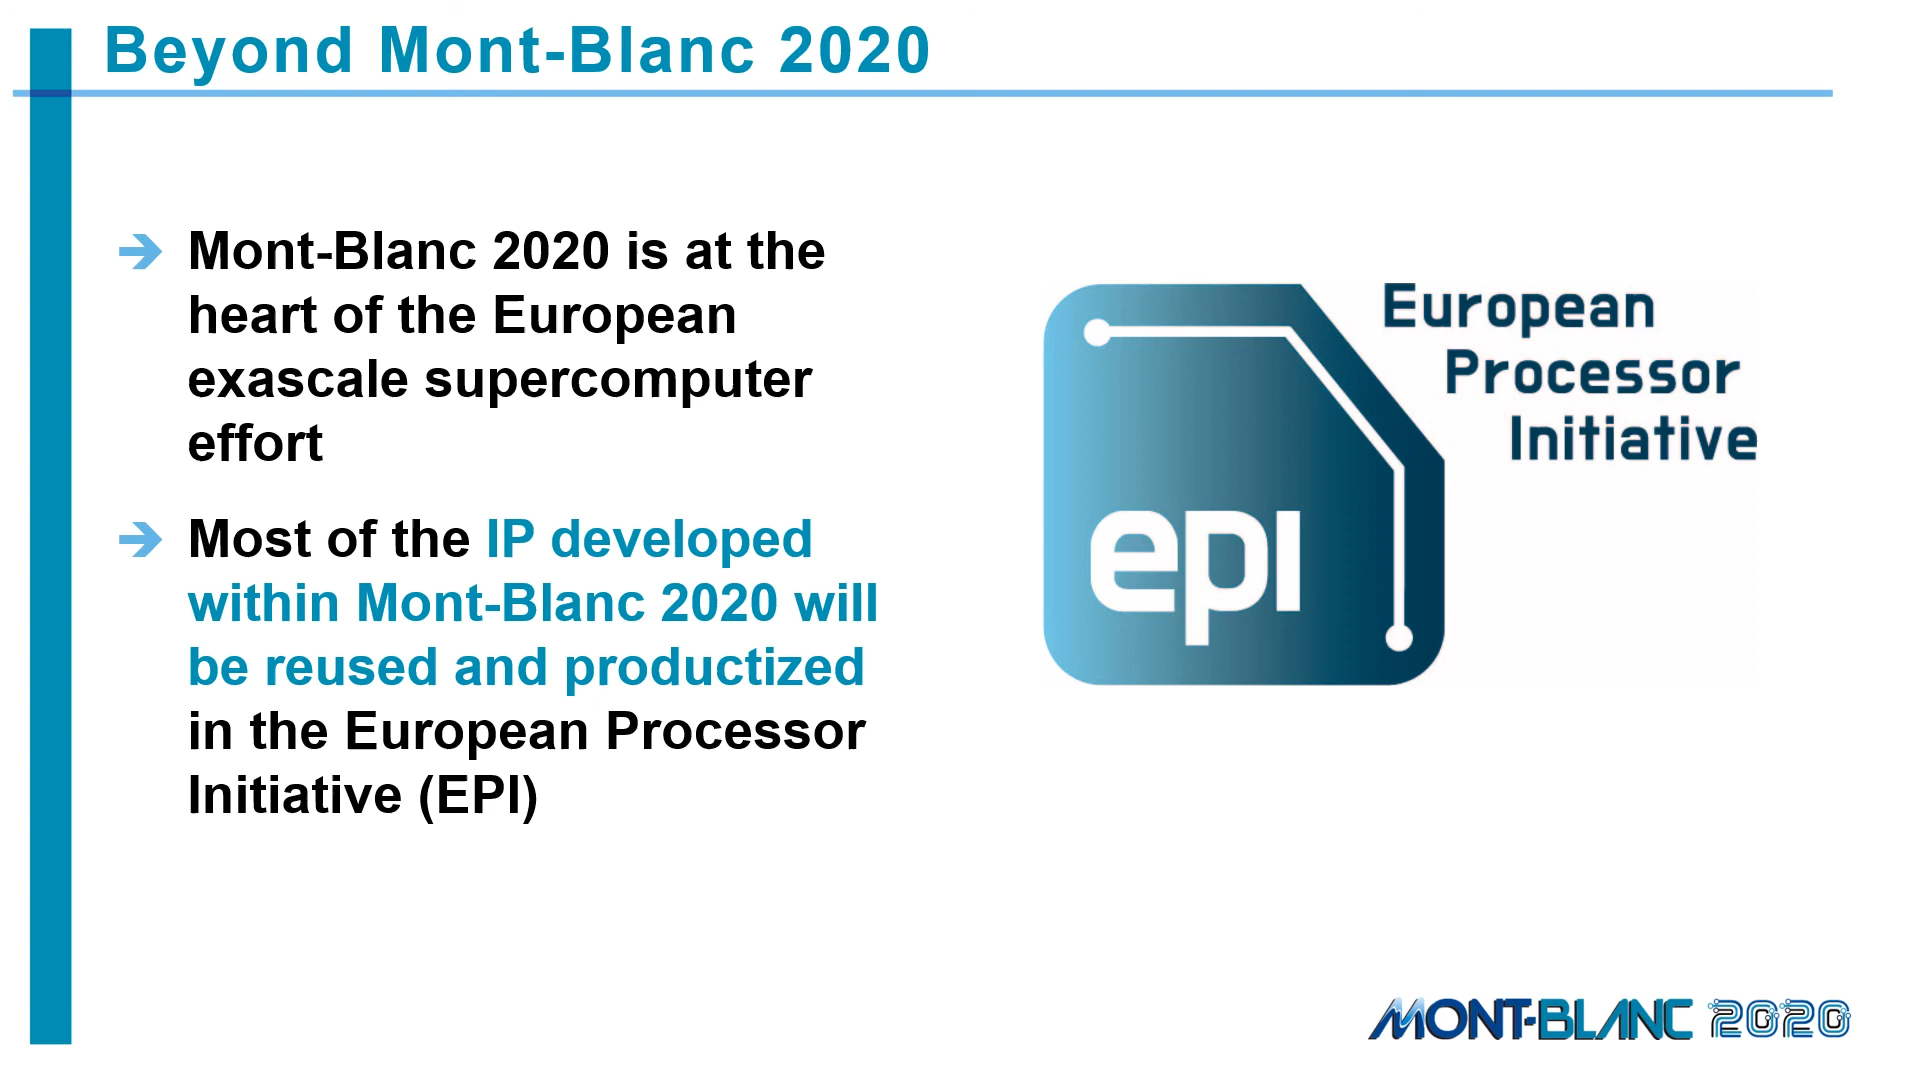 Beyond Mont-Blanc 2020
Mont-Blanc 2020 is at the
heart of the European
exascale supercomputer
effort
Most of the IP developed
within Mont-Blanc 2020 will
be reused and productized
in the European Processor
Initiative (EPI)
European
Processor
Initiative
epi
MONT-BLANC 2020